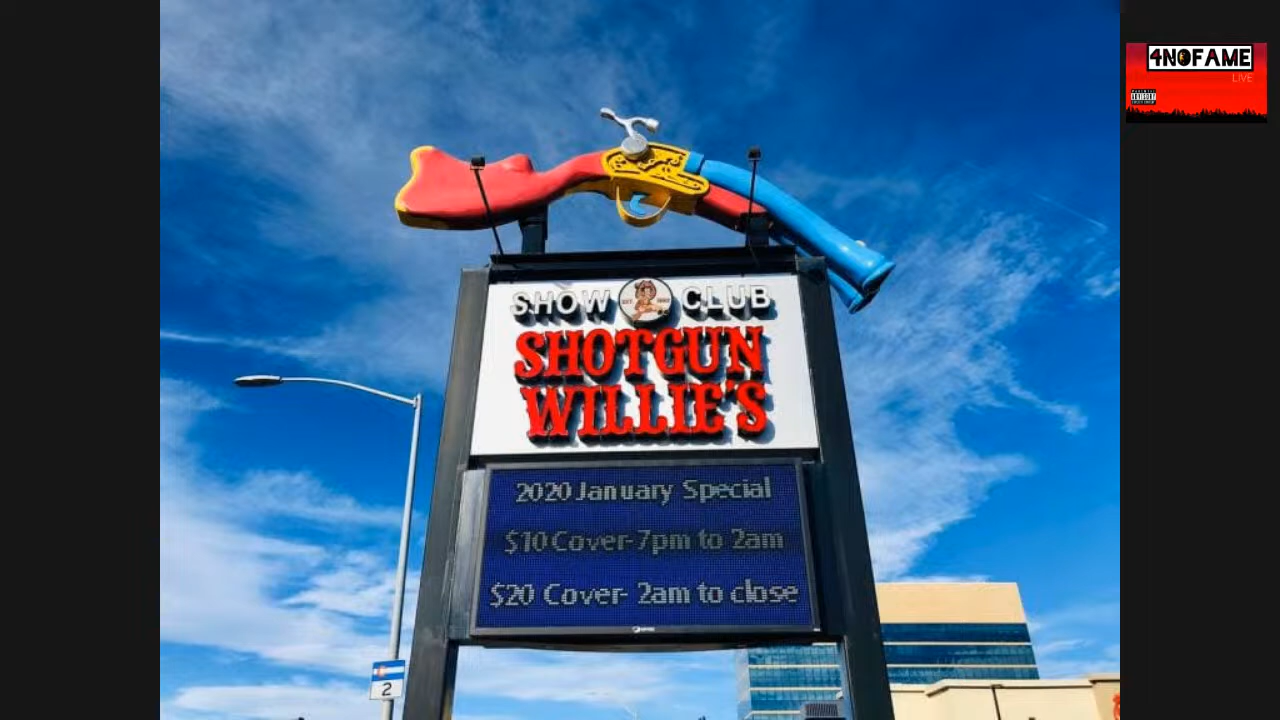 4NOFAME
LIVE
SHOW CLUB
SHOTGUN
WILLIE'S
2020 January Special
$10 Cover-7pm to 2am
$20 Cover- 2am to close
2